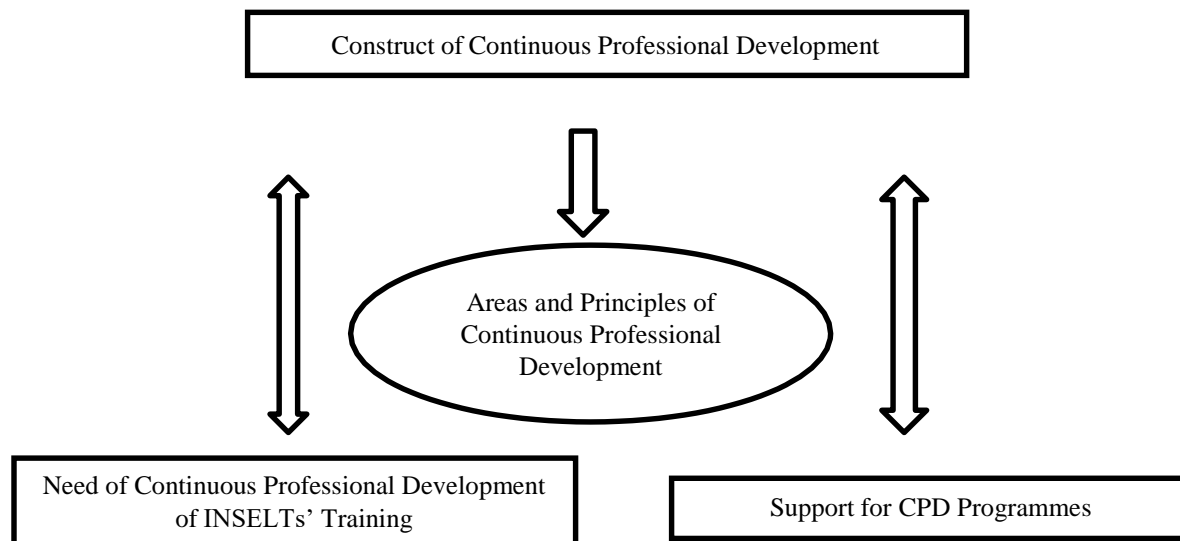 Construct of Continuous Professional Development
Areas and Principles of
Continuous Professional
Development
Need of Continuous Professional Development
of INSELTs’ Training
Support for CPD Programmes